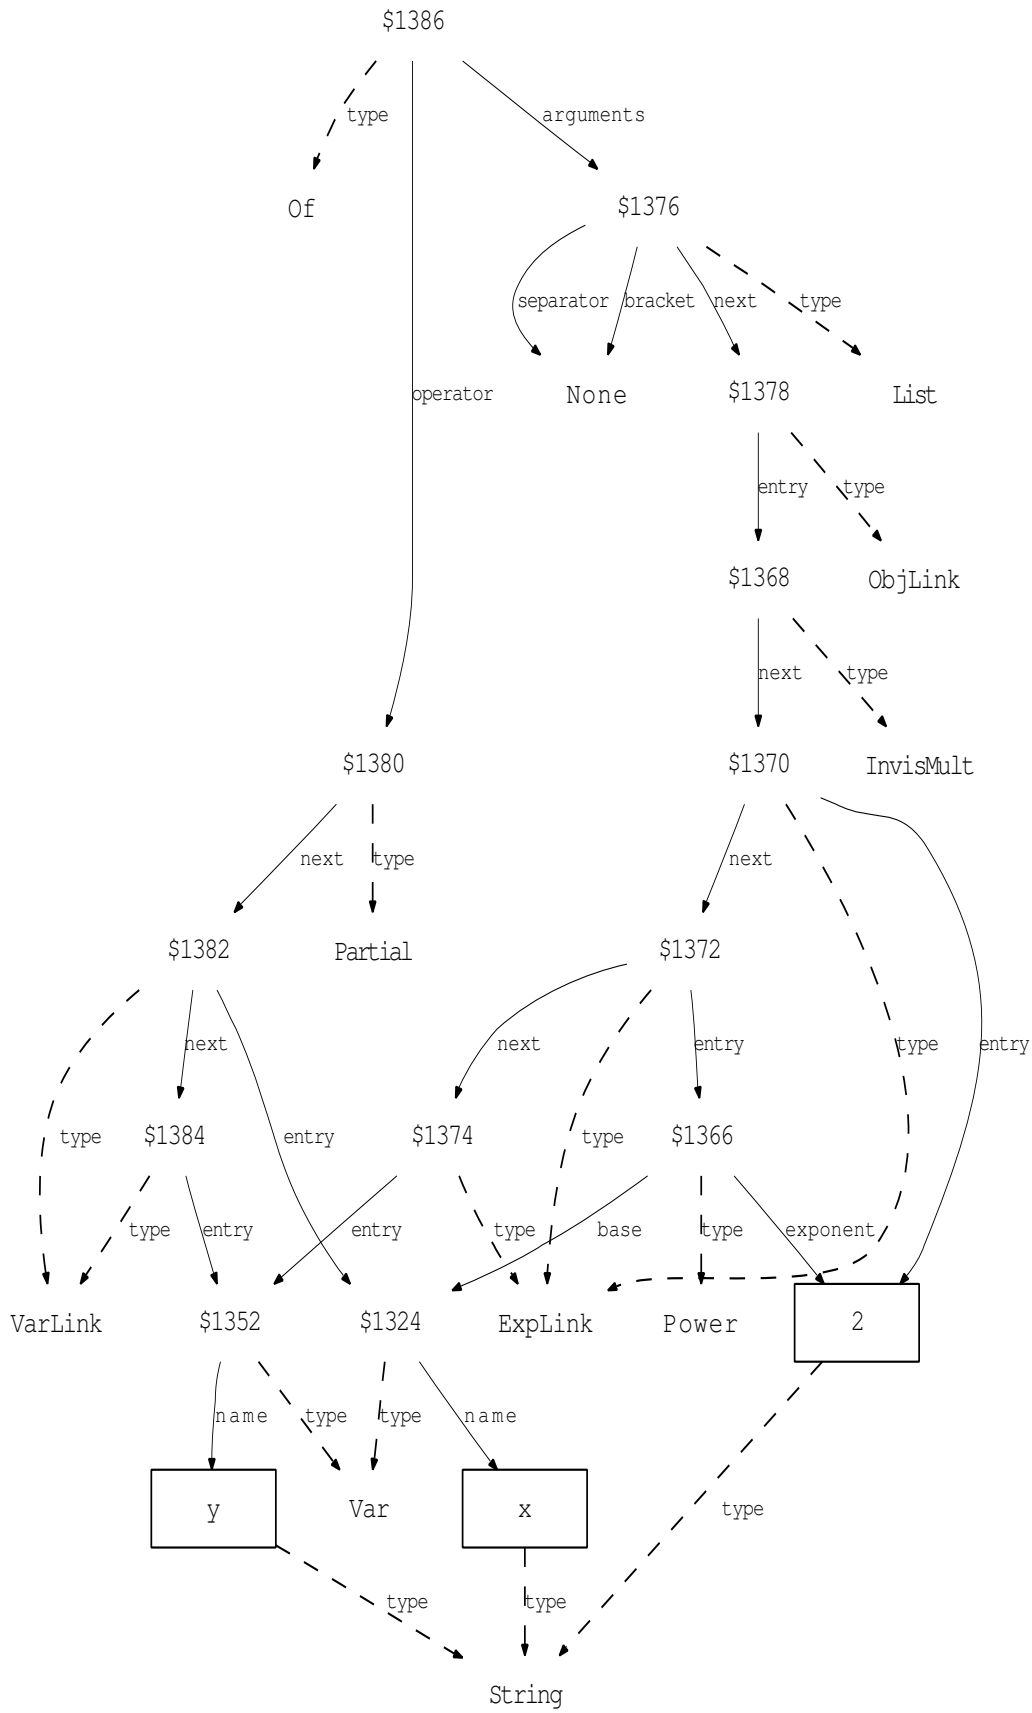 $1386
type
arguments
Of
$1376
separator bracket next type
None $1378 List
operator
entry type
$1368 ObjLink
next type
$1380 $1370 InvisMult
next type next
$1382 Partial $1372
next next entry type entry
type $1384 entry $1374 type $1366
type entry entry type base type exponent
VarLink $1352 $1324 ExpLink Power 2
name type type name
y Var x type
type type
String